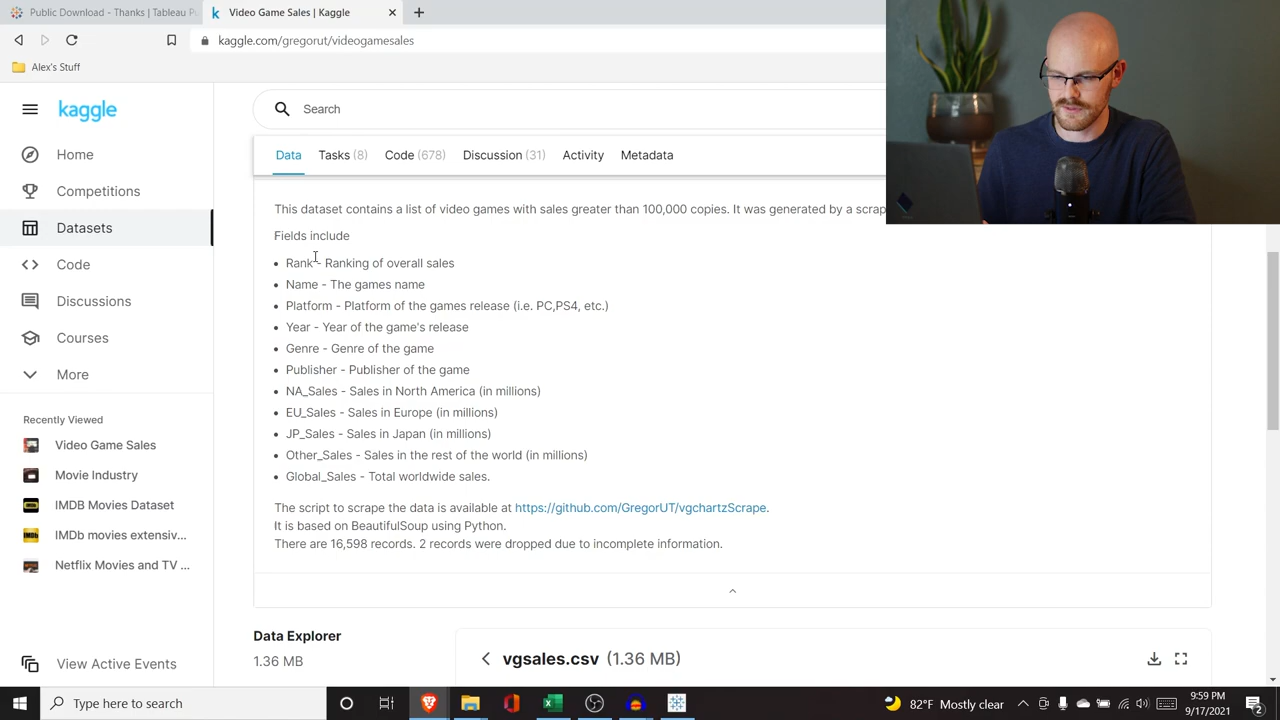 Public Download - Thanks | Tableau Pu
Video Game Sales | Kaggle
kaggle.com/gregorut/videogamesales
Alex's Stuff
kaggle
Search
Home
Competitions
Datasets
Code
Discussions
Courses
More
Recently Viewed
Video Game Sales
Movie Industry
IMDB Movies Dataset
IMDb movies extensiv...
Netflix Movies and TV ...
View Active Events
Data Tasks (8) Code (678) Discussion (31) Activity Metadata
This dataset contains a list of video games with sales greater than 100,000 copies. It was generated by a scrap
Fields include
• Rank - Ranking of overall sales
• Name - The games name
• Platform - Platform of the games release (i.e. PC,PS4, etc.)
• Year - Year of the game's release
• Genre - Genre of the game
• Publisher - Publisher of the game
• NA_Sales - Sales in North America (in millions)
• EU_Sales - Sales in Europe (in millions)
• JP_Sales - Sales in Japan (in millions)
• Other_Sales - Sales in the rest of the world (in millions)
• Global_Sales - Total worldwide sales.
The script to scrape the data is available at https://github.com/GregorUT/vgchartzScrape.
It is based on BeautifulSoup using Python.
There are 16,598 records. 2 records were dropped due to incomplete information.
Data Explorer
1.36 MB
vgsales.csv (1.36 MB)
Type here to search
82°F Mostly clear
9:59 PM
9/17/2021
2